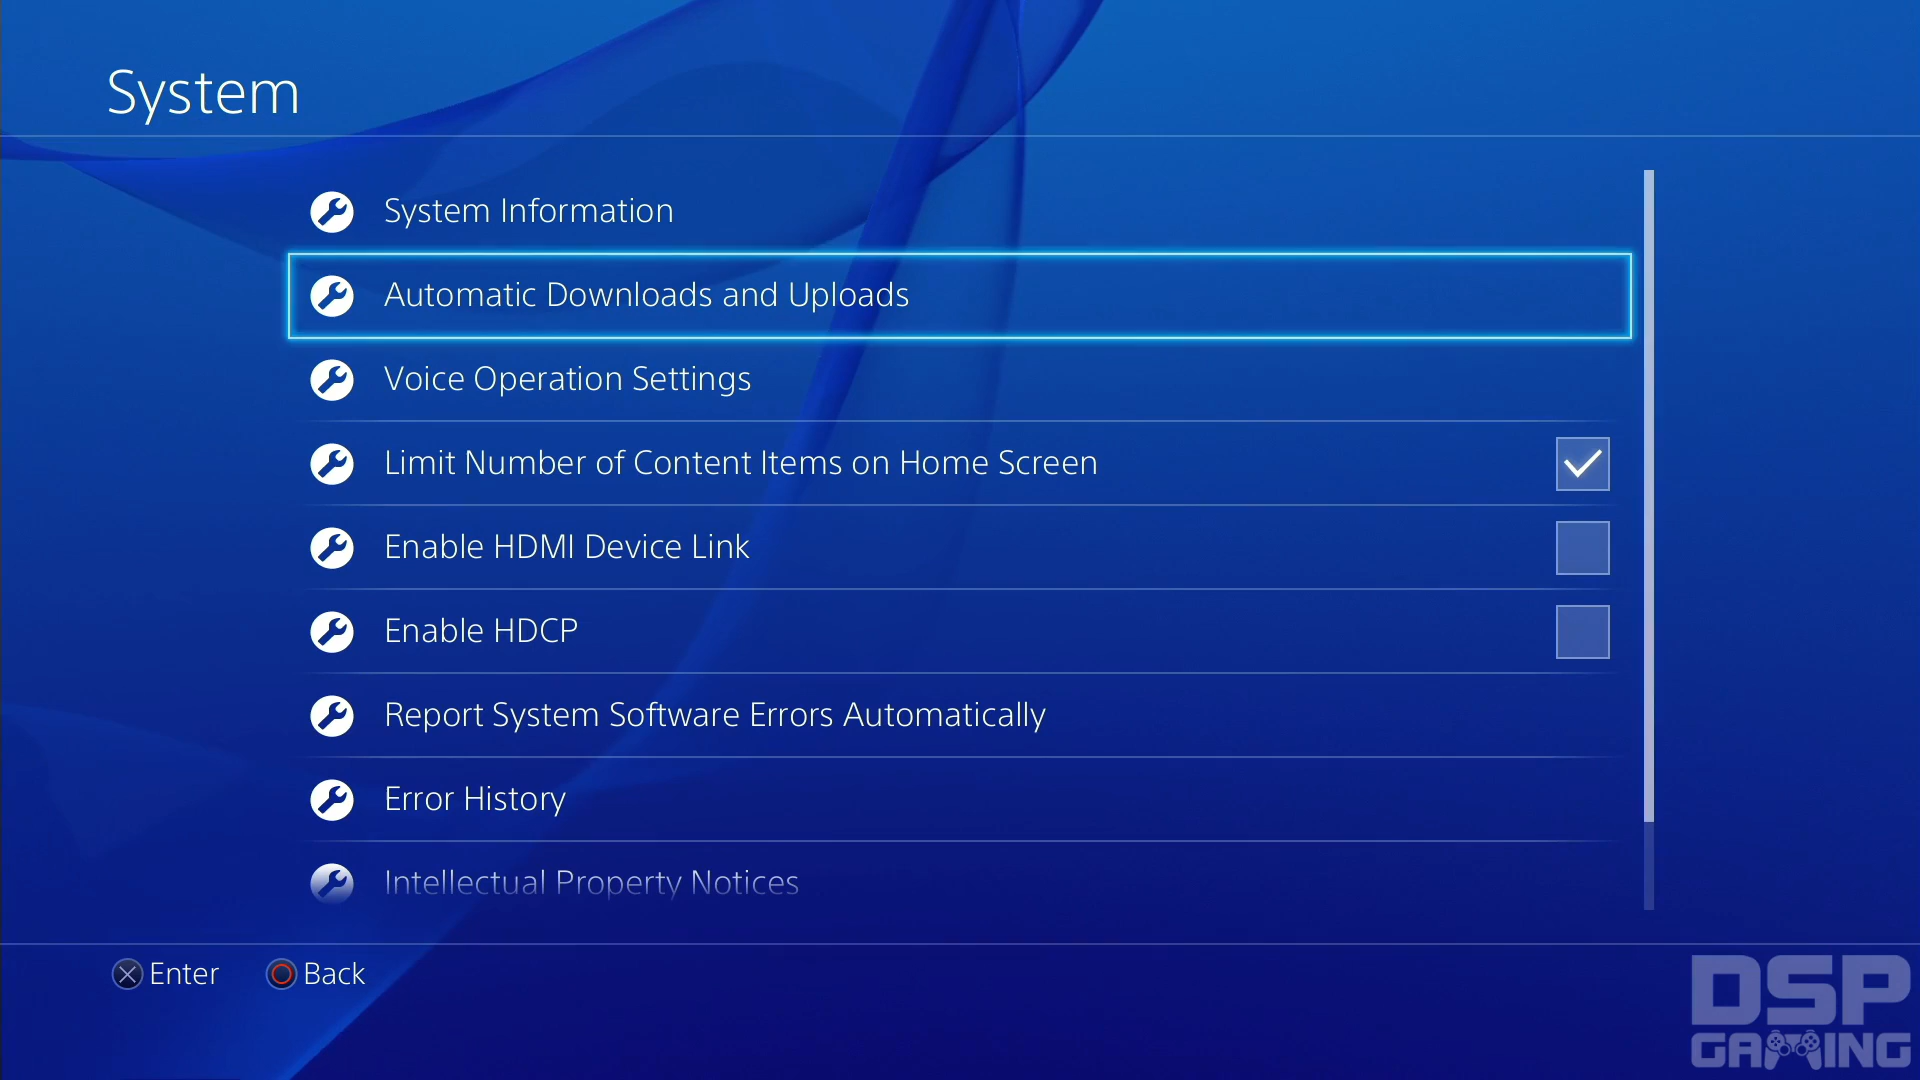 System
System Information
Automatic Downloads and Uploads
Voice Operation Settings
Limit Number of Content Items on Home Screen
Enable HDMI Device Link
Enable HDCP
Report System Software Errors Automatically
Error History
Intellectual Property Notices
Enter Back
DSP
GAMING